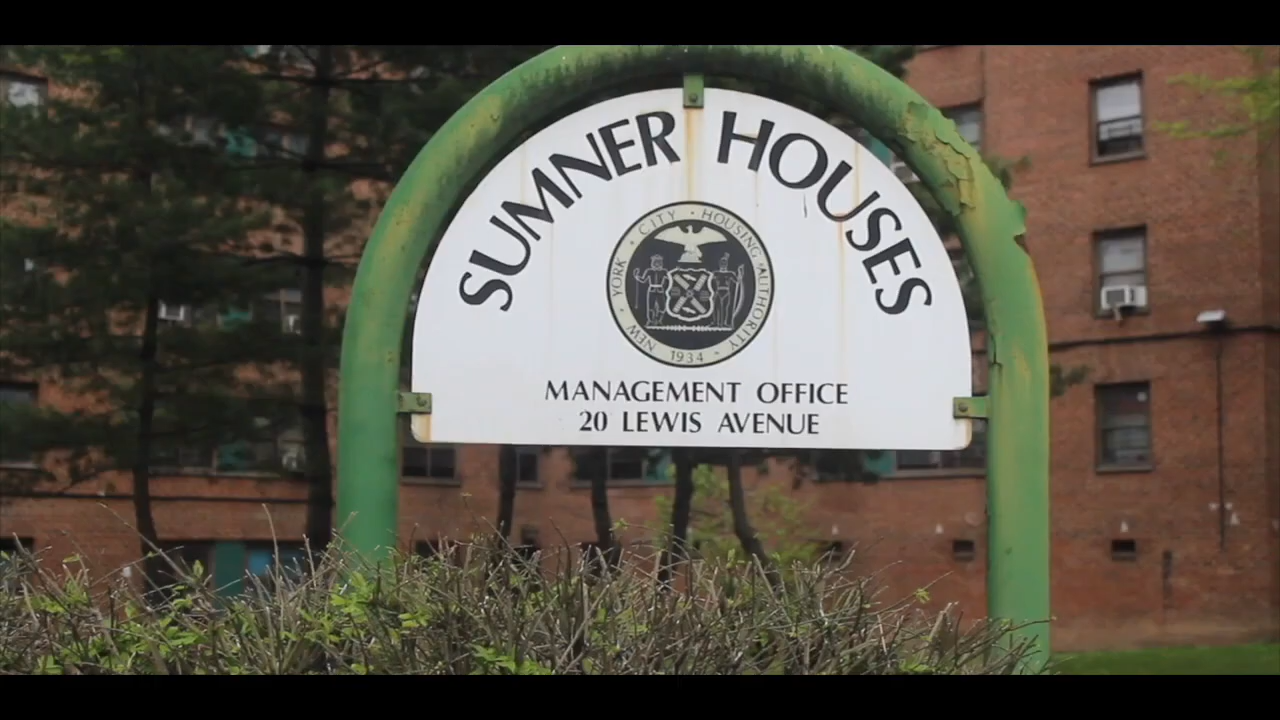 SUMNER HOUSES
NEW · YORK · CITY · HOUSING · AUTHORITY ·
1934
MANAGEMENT OFFICE
20 LEWIS AVENUE